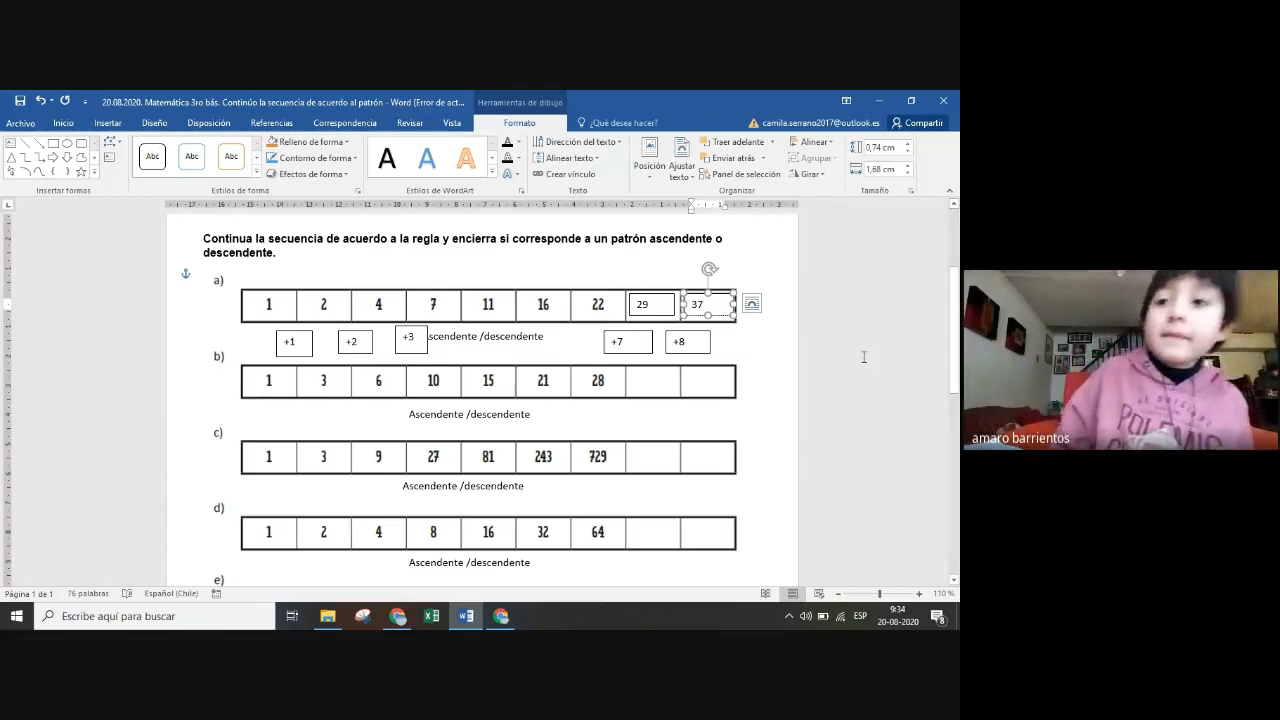 20.08.2020. Matemática 3ro bás. Continúo la secuencia de acuerdo al patrón - Word (Error de act...
Herramientas de dibujo
Archivo Inicio Insertar Diseño Disposición Referencias Correspondencia Revisar Vista Formato ¿Qué desea hacer? camila.serrano2017@outlook.es Compartir
Abc Abc Abc
Relleno de forma
Contorno de forma
Efectos de forma
A A A
Dirección del texto
Alinear texto
Crear vínculo
Posición
Ajustar texto
Traer adelante
Enviar atrás
Panel de selección
Alinear
Agrupar
Girar
0,74 cm
1,68 cm
Insertar formas Estilos de forma Estilos de WordArt Texto Organizar Tamaño
Continua la secuencia de acuerdo a la regla y encierra si corresponde a un patrón ascendente o
descendente.
a)
1 2 4 7 11 16 22 29 37
+1 +2 +3 scendente /descendente +7 +8
b)
1 3 6 10 15 21 28
Ascendente /descendente
c)
1 3 9 27 81 243 729
Ascendente /descendente
d)
1 2 4 8 16 32 64
Ascendente /descendente
e)
amaro barrientos
Página 1 de 1 76 palabras Español (Chile) 110 %
Escribe aquí para buscar
ESP
9:34
20-08-2020
8